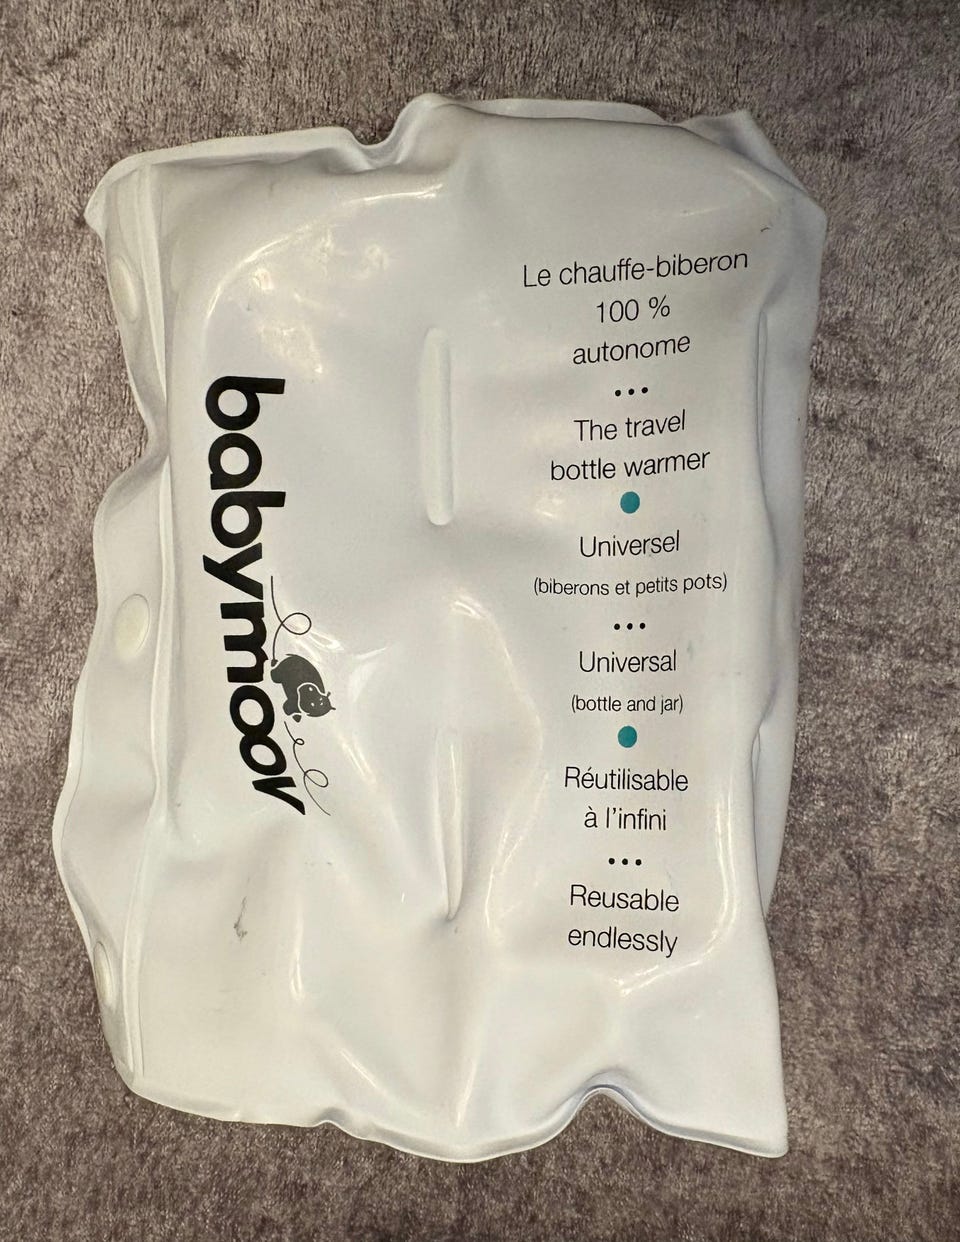 babymoov
Le chauffe-biberon
100 %
autonome
•••
The travel
bottle warmer
Universel
(biberons et petits pots)
•••
Universal
(bottle and jar)
Réutilisable
à l'infini
•••
Reusable
endlessly